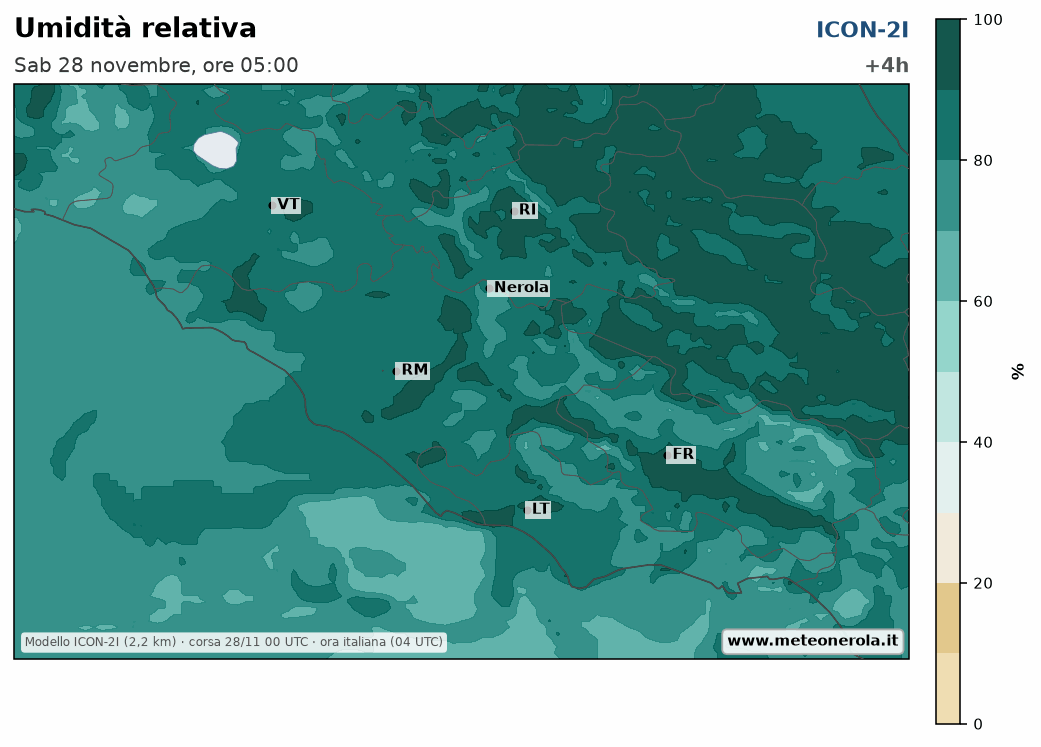 Umidità relativa
ICON-2I
Sab 28 novembre, ore 05:00
+4h
100
80
60
40
20
0
%
VT
RI
Nerola
RM
FR
LT
Modello ICON-2I (2,2 km) · corsa 28/11 00 UTC · ora italiana (04 UTC)
www.meteonerola.it